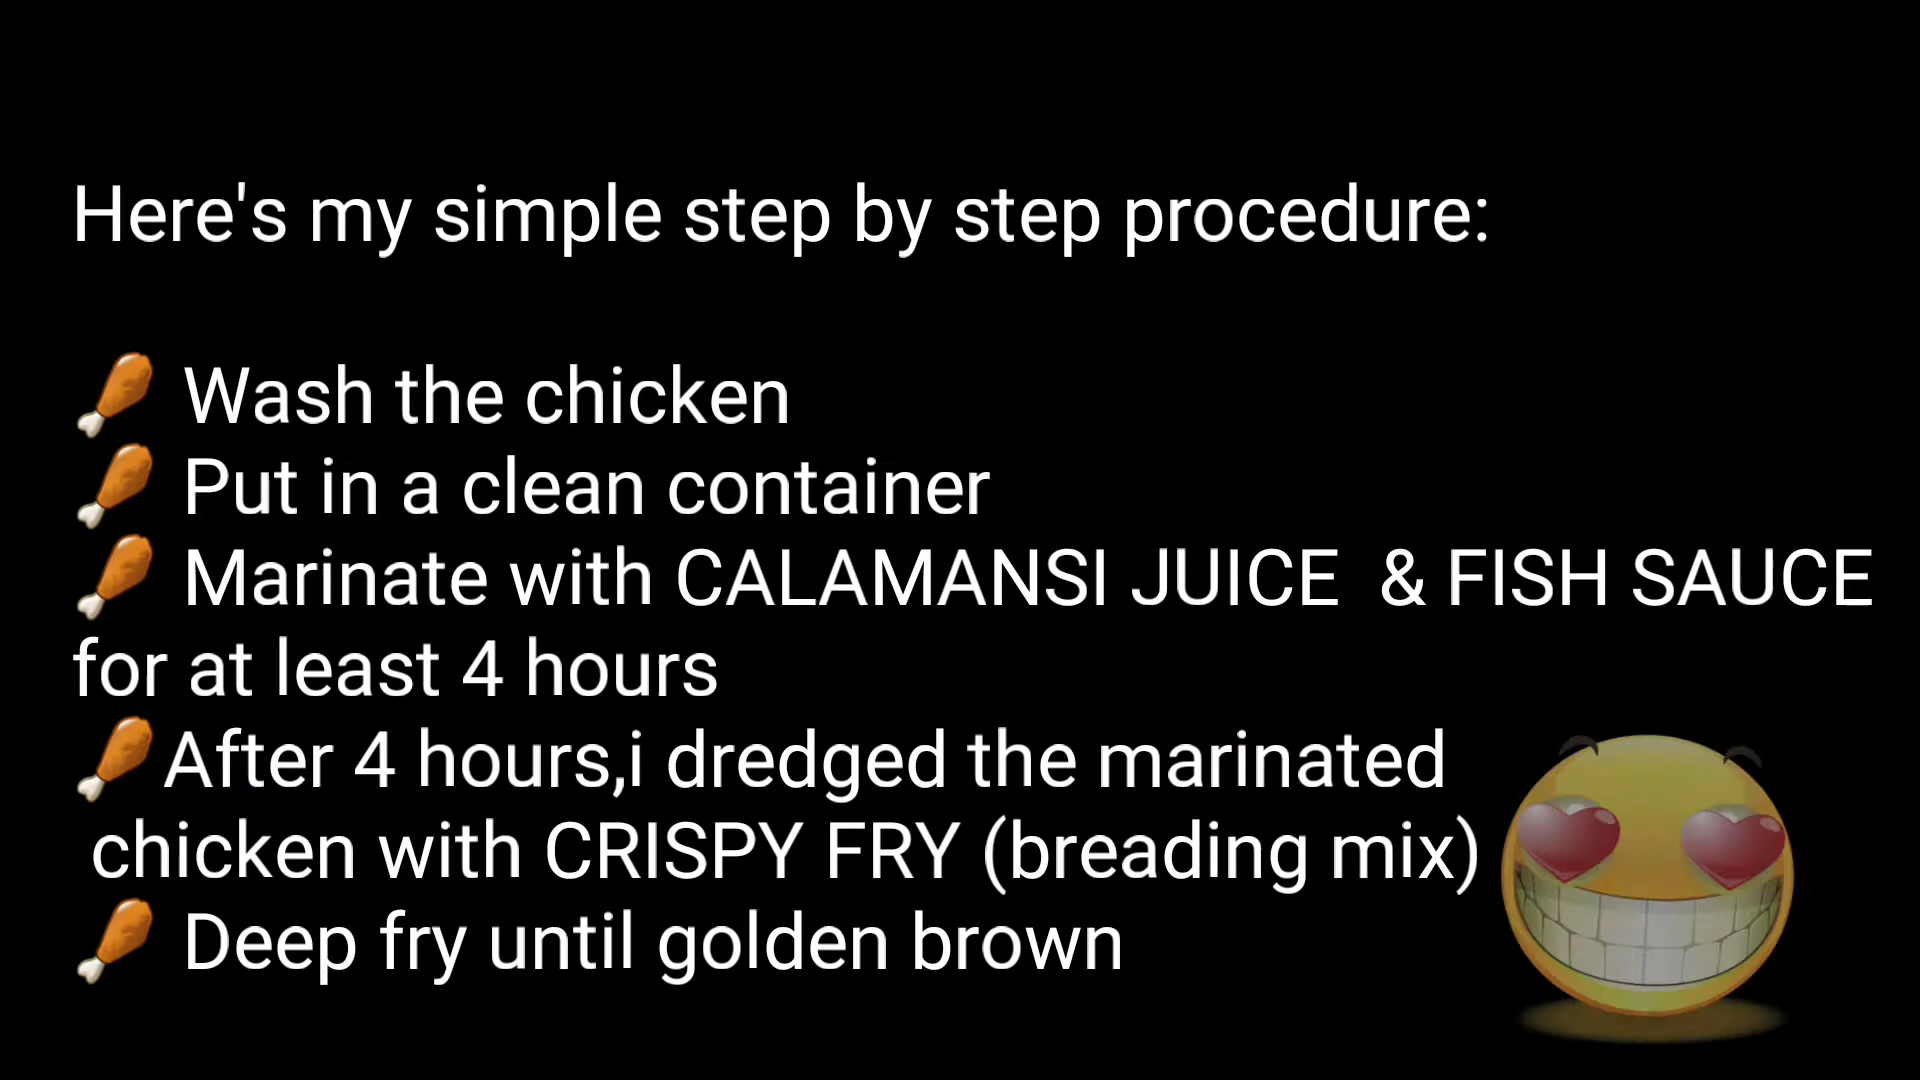 Here's my simple step by step procedure:
🍗 Wash the chicken
🍗 Put in a clean container
🍗 Marinate with CALAMANSI JUICE  & FISH SAUCE
for at least 4 hours
🍗After 4 hours,i dredged the marinated
chicken with CRISPY FRY (breading mix)
🍗 Deep fry until golden brown